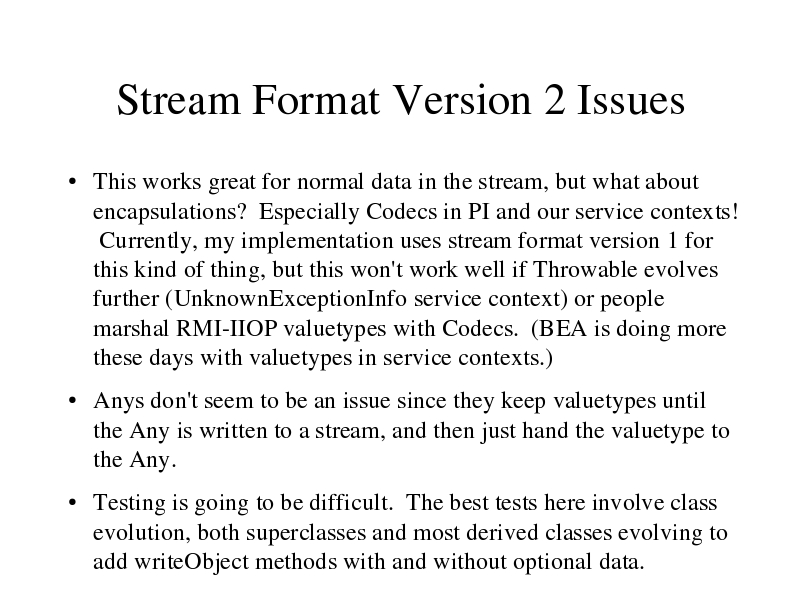 Stream Format Version 2 Issues
• This works great for normal data in the stream, but what about
encapsulations?  Especially Codecs in PI and our service contexts!
Currently, my implementation uses stream format version 1 for
this kind of thing, but this won't work well if Throwable evolves
further (UnknownExceptionInfo service context) or people
marshal RMI-IIOP valuetypes with Codecs.  (BEA is doing more
these days with valuetypes in service contexts.)
• Anys don't seem to be an issue since they keep valuetypes until
the Any is written to a stream, and then just hand the valuetype to
the Any.
• Testing is going to be difficult.  The best tests here involve class
evolution, both superclasses and most derived classes evolving to
add writeObject methods with and without optional data.